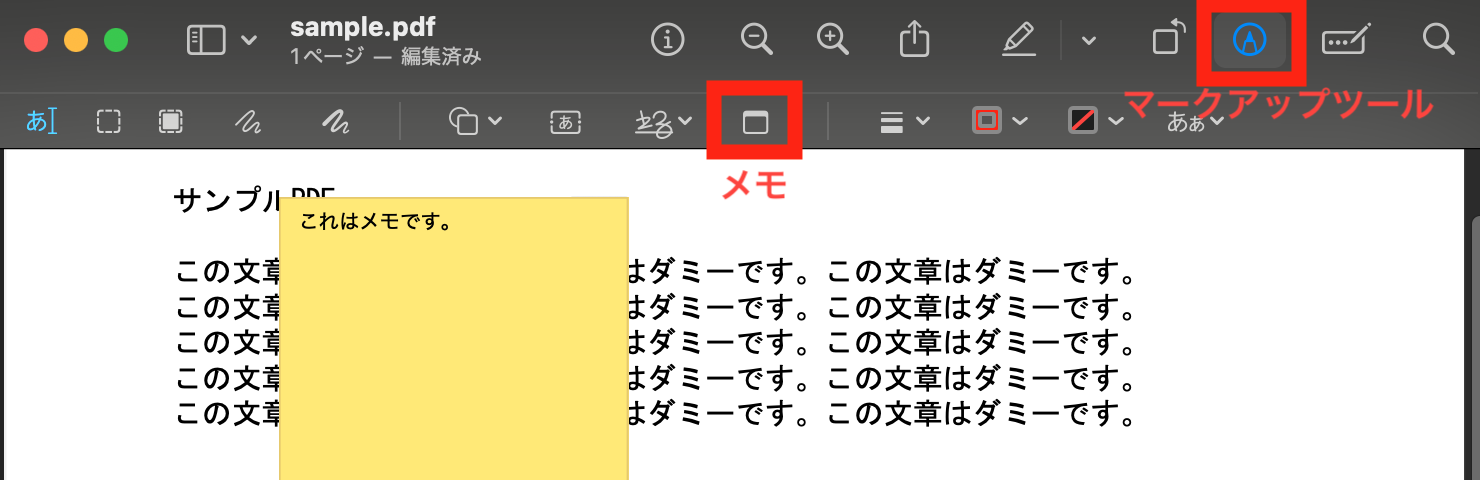 sample.pdf
1ページ — 編集済み
マークアップツール
あ
あ
あぁ
メモ
サンプルPDF
これはメモです。
この文章はダミーです。この文章はダミーです。
この文章はダミーです。この文章はダミーです。
この文章はダミーです。この文章はダミーです。
この文章はダミーです。この文章はダミーです。
この文章はダミーです。この文章はダミーです。